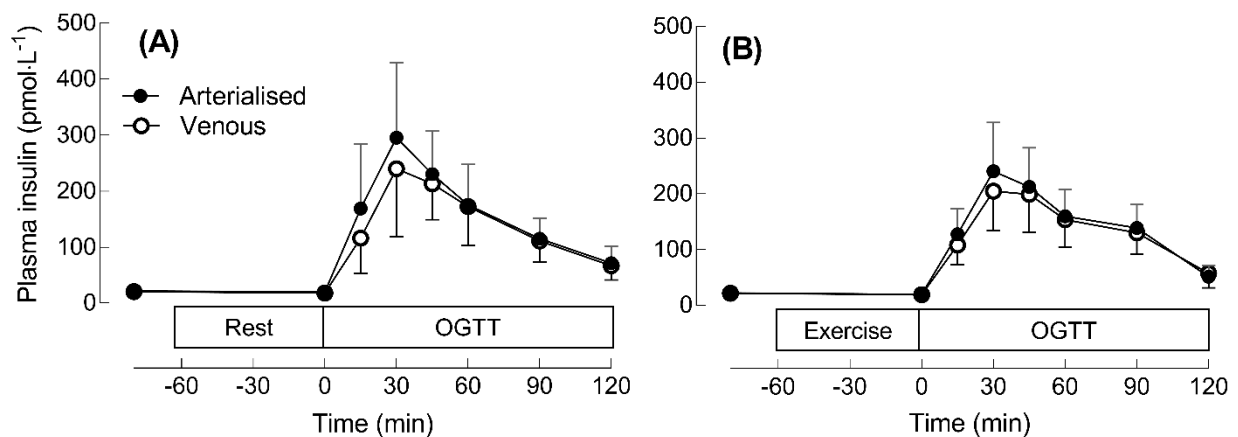 (A)
Arterialised
Venous
Plasma insulin (pmol·L⁻¹)
500
400
300
200
100
0
Rest
OGTT
-60 -30 0 30 60 90 120
Time (min)
(B)
500
400
300
200
100
0
Exercise
OGTT
-60 -30 0 30 60 90 120
Time (min)